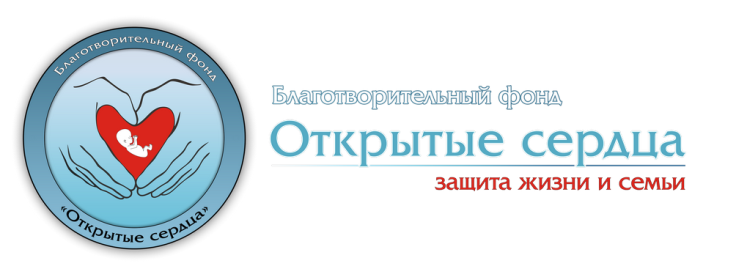 Благотворительный фонд
«Открытые сердца»
Благотворительный фонд
Открытые сердца
защита жизни и семьи